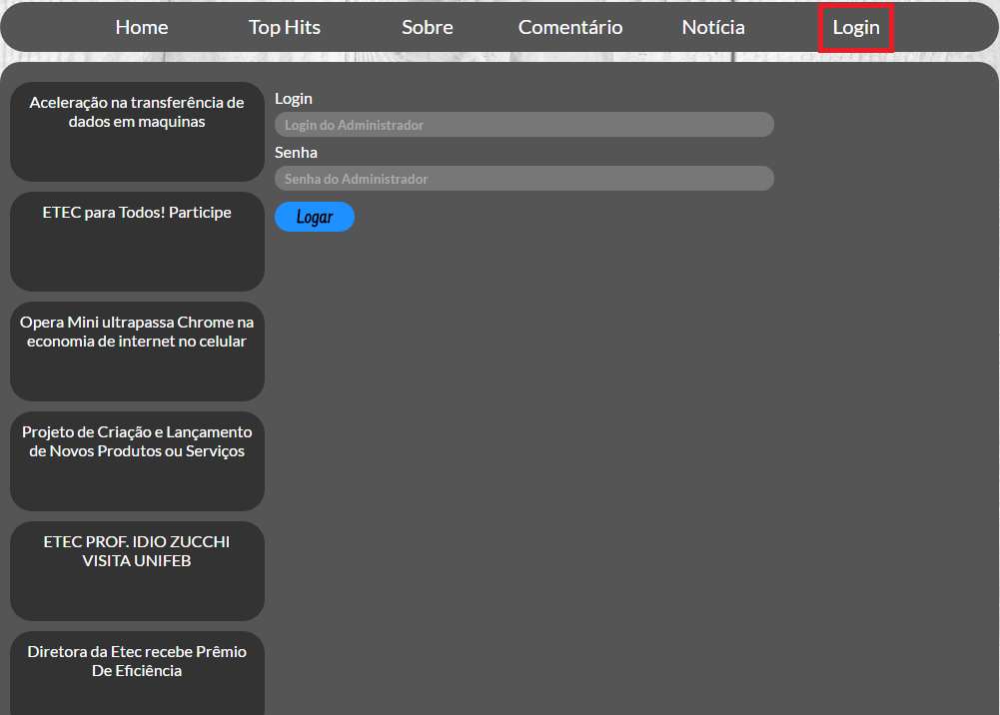 Home Top Hits Sobre Comentário Notícia Login
Aceleração na transferência de
dados em maquinas
ETEC para Todos! Participe
Opera Mini ultrapassa Chrome na
economia de internet no celular
Projeto de Criação e Lançamento
de Novos Produtos ou Serviços
ETEC PROF. IDIO ZUCCHI
VISITA UNIFEB
Diretora da Etec recebe Prêmio
De Eficiência
Login
Login do Administrador
Senha
Senha do Administrador
Logar